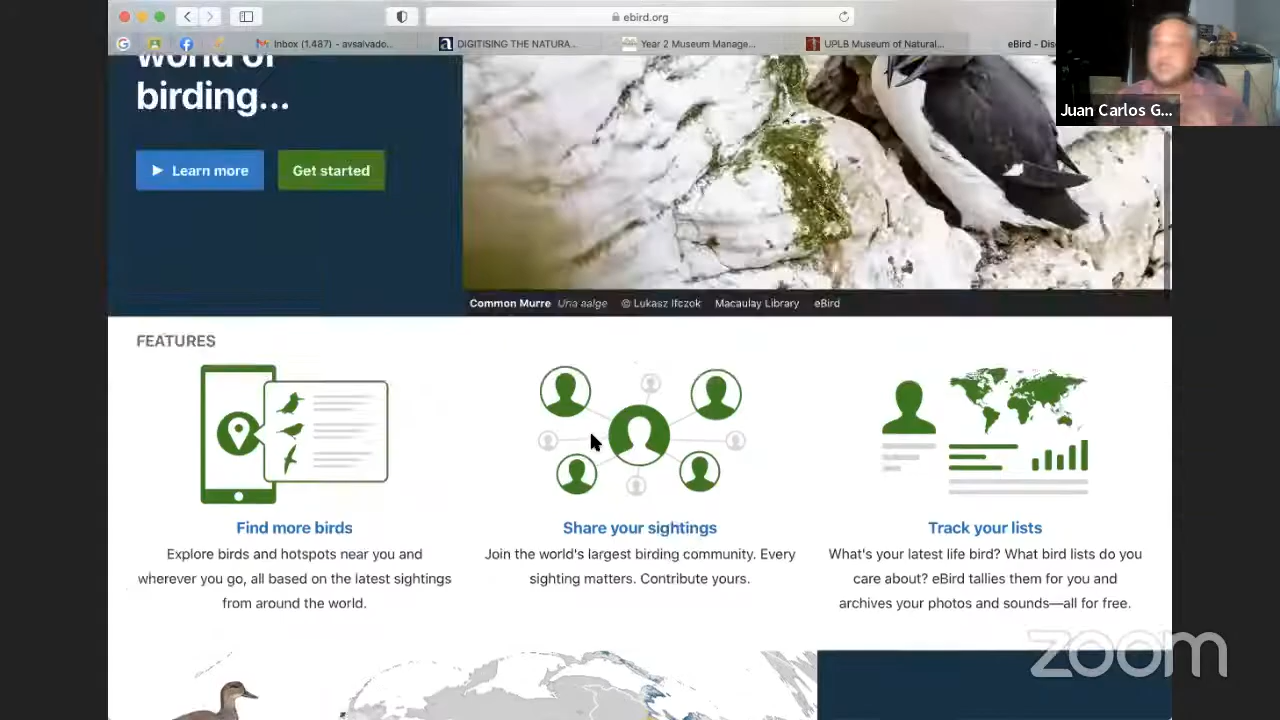 ebird.org
Inbox (1,487) - avsalvado...
DIGITISING THE NATURA...
Year 2 Museum Manage...
UPLB Museum of Natural...
eBird - Dis
Juan Carlos G...
world of
birding...
Learn more
Get started
Common Murre Una aalge © Lukasz Ifczok Macaulay Library eBird
FEATURES
Find more birds
Explore birds and hotspots near you and
wherever you go, all based on the latest sightings
from around the world.
Share your sightings
Join the world's largest birding community. Every
sighting matters. Contribute yours.
Track your lists
What's your latest life bird? What bird lists do you
care about? eBird tallies them for you and
archives your photos and sounds—all for free.
zoom